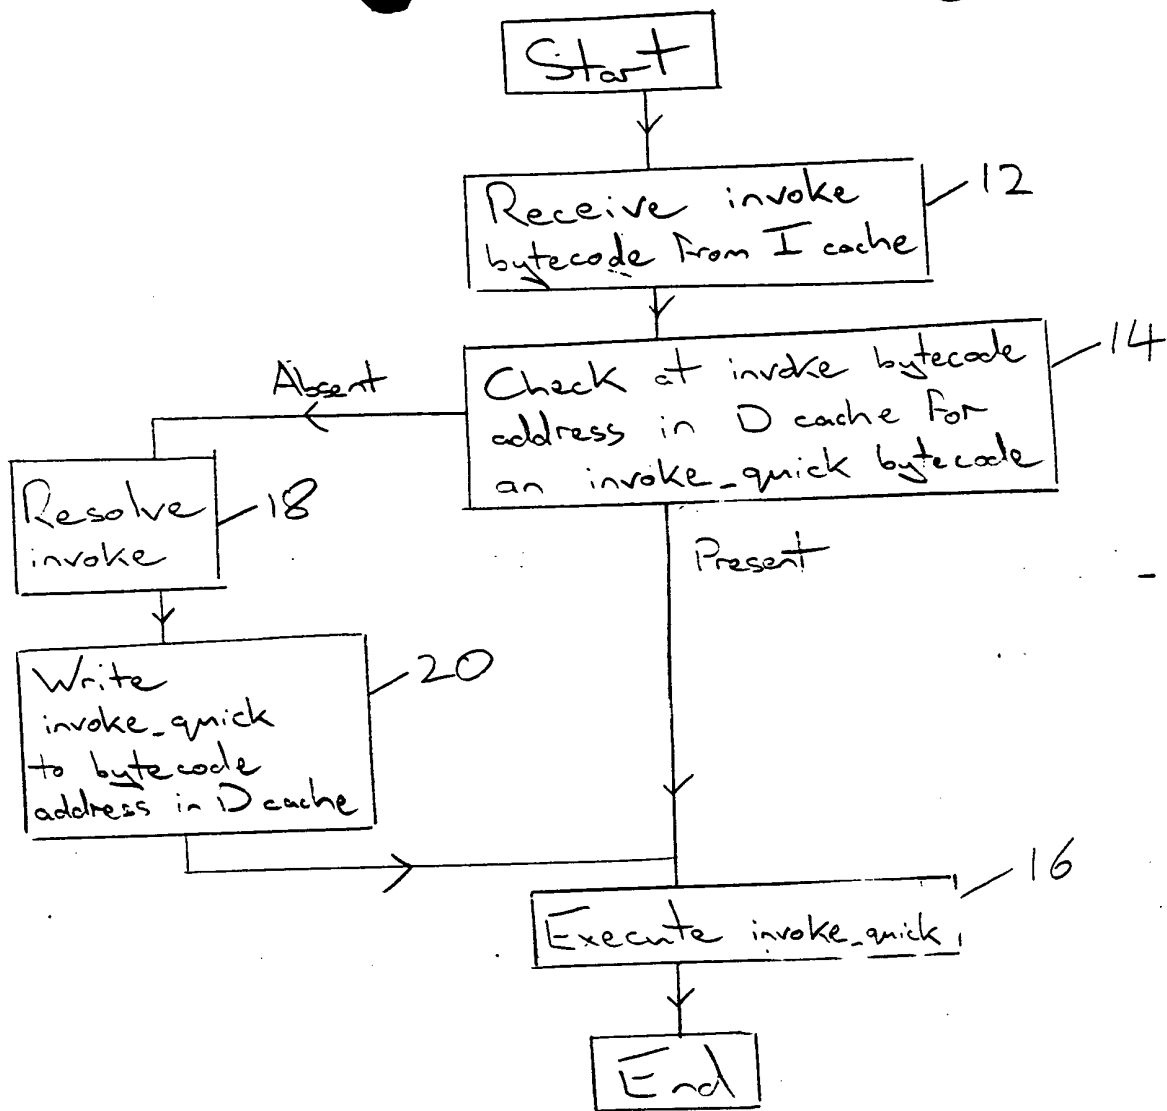 Start
Receive invoke
bytecode from I cache
12
Check at invoke bytecode
address in D cache for
an invoke_quick bytecode
14
Absent
Present
Resolve
invoke
18
Write
invoke_quick
to bytecode
address in D cache
20
Execute invoke_quick
16
End